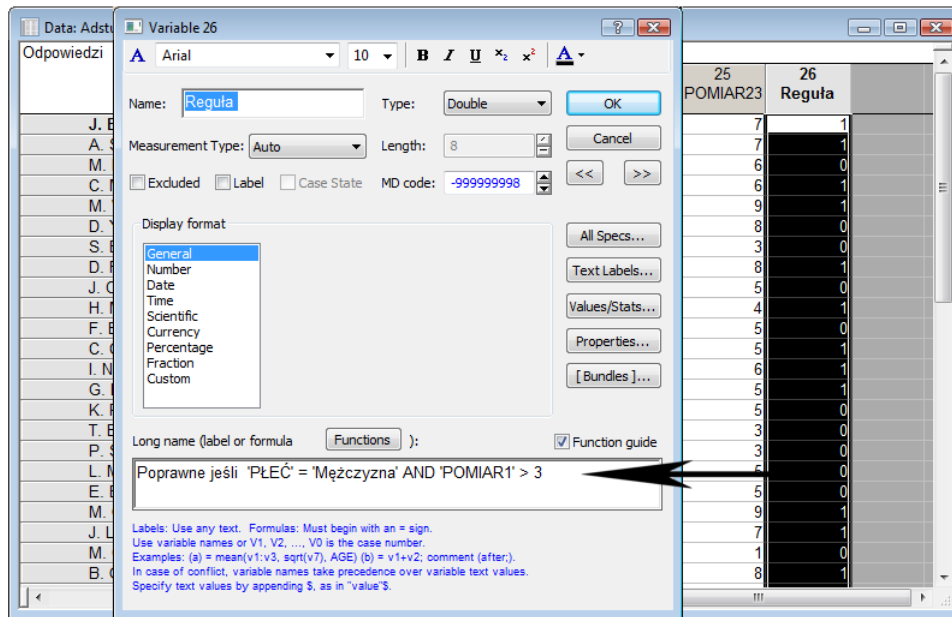 Data: Adstu
Variable 26
Odpowiedzi
Arial
10
B I U x₂ x² A
Name: Reguła
Type: Double
OK
Measurement Type: Auto
Length: 8
Cancel
Excluded
Label
Case State
MD code: -999999998
<<
>>
Display format
General
Number
Date
Time
Scientific
Currency
Percentage
Fraction
Custom
All Specs...
Text Labels...
Values/Stats...
Properties...
[ Bundles ]...
Long name (label or formula
Functions
):
Function guide
Poprawne jeśli 'PŁEĆ' = 'Mężczyzna' AND 'POMIAR1' > 3
Labels: Use any text. Formulas: Must begin with an = sign.
Use variable names or V1, V2, ..., V0 is the case number.
Examples: (a) = mean(v1:v3, sqrt(v7), AGE) (b) = v1+v2; comment (after;).
In case of conflict, variable names take precedence over variable text values.
Specify text values by appending $, as in "value"$.
25 26
POMIAR23 Reguła
J. 7 1
A. 7 1
M. 6 0
C. 6 1
M. 9 1
D. 8 0
S. 3 0
D. 8 1
J. 5 0
H. 4 1
F. 5 0
C. 5 1
I. 6 1
G. 5 1
K. 5 0
T. 3 0
P. 3 0
L. 0
E. 5 0
M. 9 1
J. 7 1
M. 1 0
B. 8 1